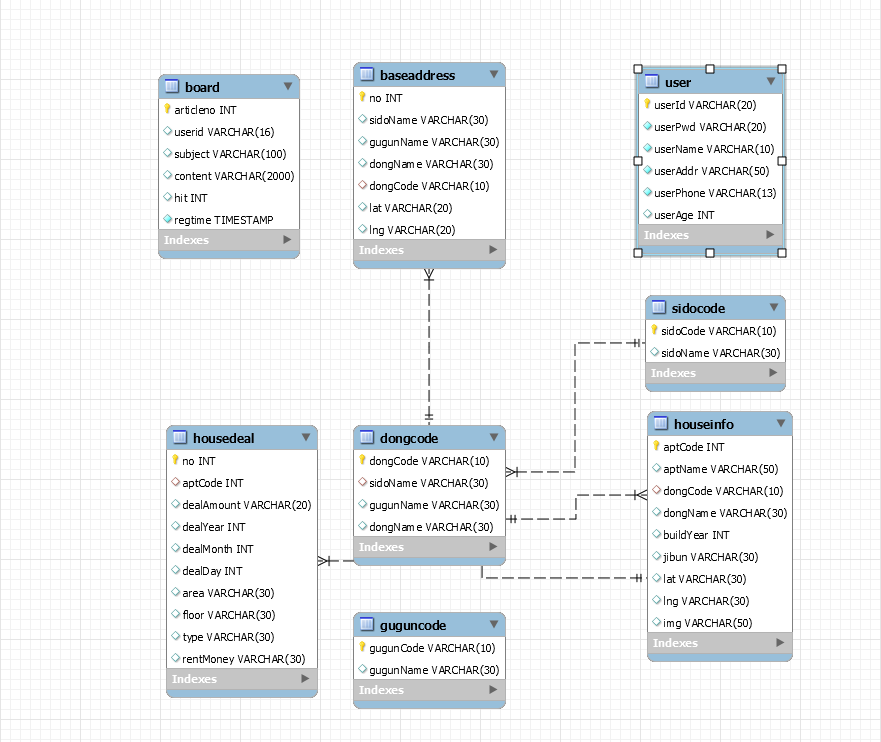 board
articleno INT
userid VARCHAR(16)
subject VARCHAR(100)
content VARCHAR(2000)
hit INT
regtime TIMESTAMP
Indexes
baseaddress
no INT
sidoName VARCHAR(30)
gugunName VARCHAR(30)
dongName VARCHAR(30)
dongCode VARCHAR(10)
lat VARCHAR(20)
lng VARCHAR(20)
Indexes
user
userId VARCHAR(20)
userPwd VARCHAR(20)
userName VARCHAR(10)
userAddr VARCHAR(50)
userPhone VARCHAR(13)
userAge INT
Indexes
sidocode
sidoCode VARCHAR(10)
sidoName VARCHAR(30)
Indexes
housedeal
no INT
aptCode INT
dealAmount VARCHAR(20)
dealYear INT
dealMonth INT
dealDay INT
area VARCHAR(30)
floor VARCHAR(30)
type VARCHAR(30)
rentMoney VARCHAR(30)
Indexes
dongcode
dongCode VARCHAR(10)
sidoName VARCHAR(30)
gugunName VARCHAR(30)
dongName VARCHAR(30)
Indexes
houseinfo
aptCode INT
aptName VARCHAR(50)
dongCode VARCHAR(10)
dongName VARCHAR(30)
buildYear INT
jibun VARCHAR(30)
lat VARCHAR(30)
lng VARCHAR(30)
img VARCHAR(50)
Indexes
guguncode
gugunCode VARCHAR(10)
gugunName VARCHAR(30)
Indexes